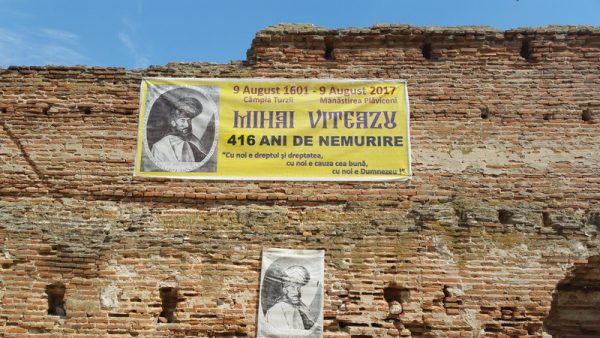 9 August 1601 - 9 August 2017
Câmpia Turzii Mănăstirea Plăviceni
MIHAI VITEAZU
416 ANI DE NEMURIRE
"Cu noi e dreptul și dreptatea,
cu noi e cauza cea bună,
cu noi e Dumnezeu !"